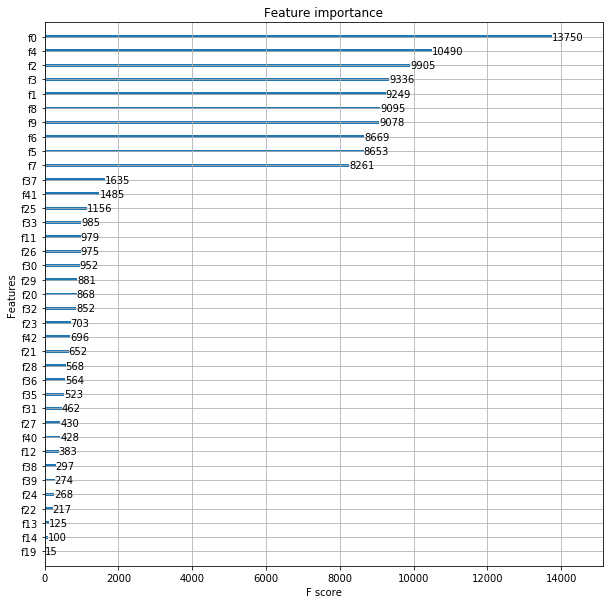 Feature importance
f0 13750
f4 10490
f2 9905
f3 9336
f1 9249
f8 9095
f9 9078
f6 8669
f5 8653
f7 8261
f37 1635
f41 1485
f25 1156
f33 985
f11 979
f26 975
f30 952
f29 881
f20 868
f32 852
f23 703
f42 696
f21 652
f28 568
f36 564
f35 523
f31 462
f27 430
f40 428
f12 383
f38 297
f39 274
f24 268
f22 217
f13 125
f14 100
f19 15
Features
0 2000 4000 6000 8000 10000 12000 14000
F score